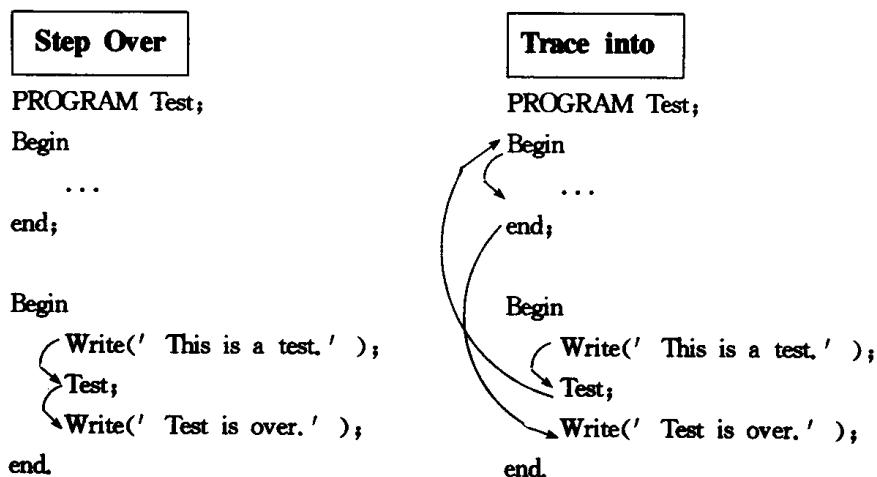 Step Over
PROGRAM Test;
Begin
...
end;
Begin
Write(' This is a test.' );
Test;
Write(' Test is over.' );
end.
Trace into
PROGRAM Test;
Begin
...
end;
Begin
Write(' This is a test.' );
Test;
Write(' Test is over.' );
end.